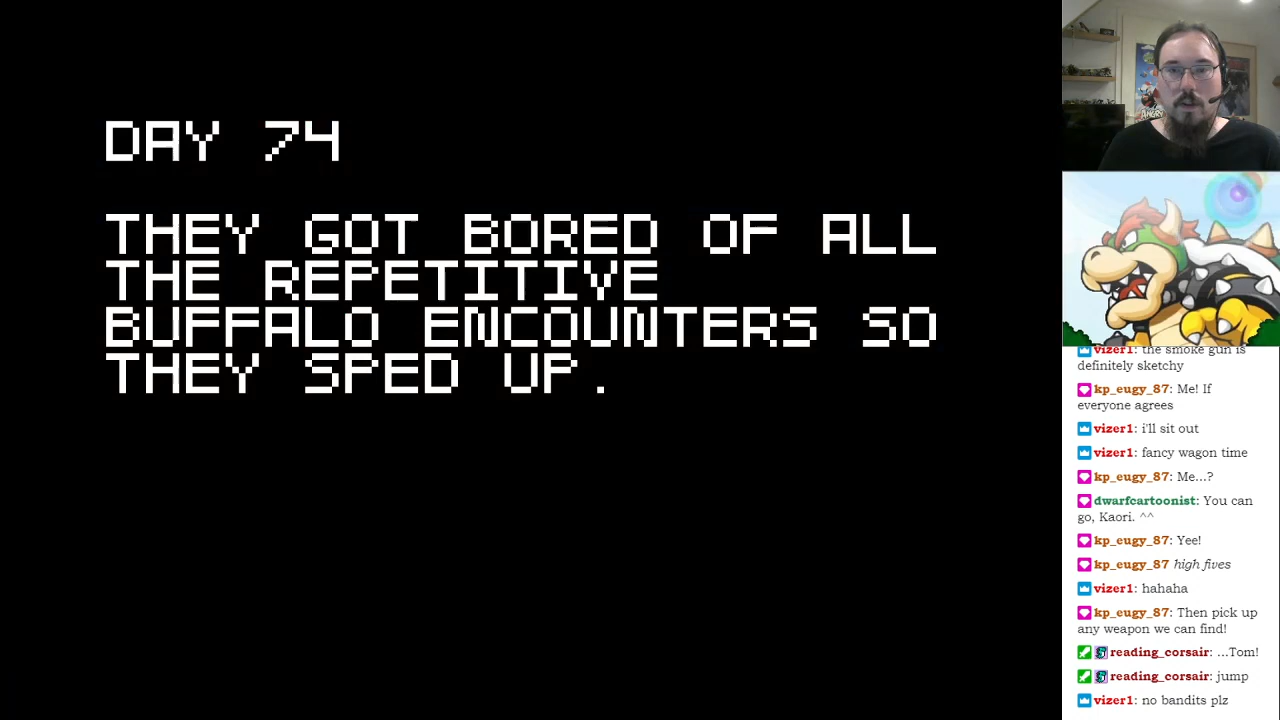 DAY 74
THEY GOT BORED OF ALL
THE REPETITIVE
BUFFALO ENCOUNTERS SO
THEY SPED UP.
vizer1: the smoke gun is
definitely sketchy
kp_eugy_87: Me! If
everyone agrees
vizer1: i'll sit out
vizer1: fancy wagon time
kp_eugy_87: Me...?
dwarfcartoonist: You can
go, Kaori. ^^
kp_eugy_87: Yee!
kp_eugy_87 high fives
vizer1: hahaha
kp_eugy_87: Then pick up
any weapon we can find!
reading_corsair: ...Tom!
reading_corsair: jump
vizer1: no bandits plz